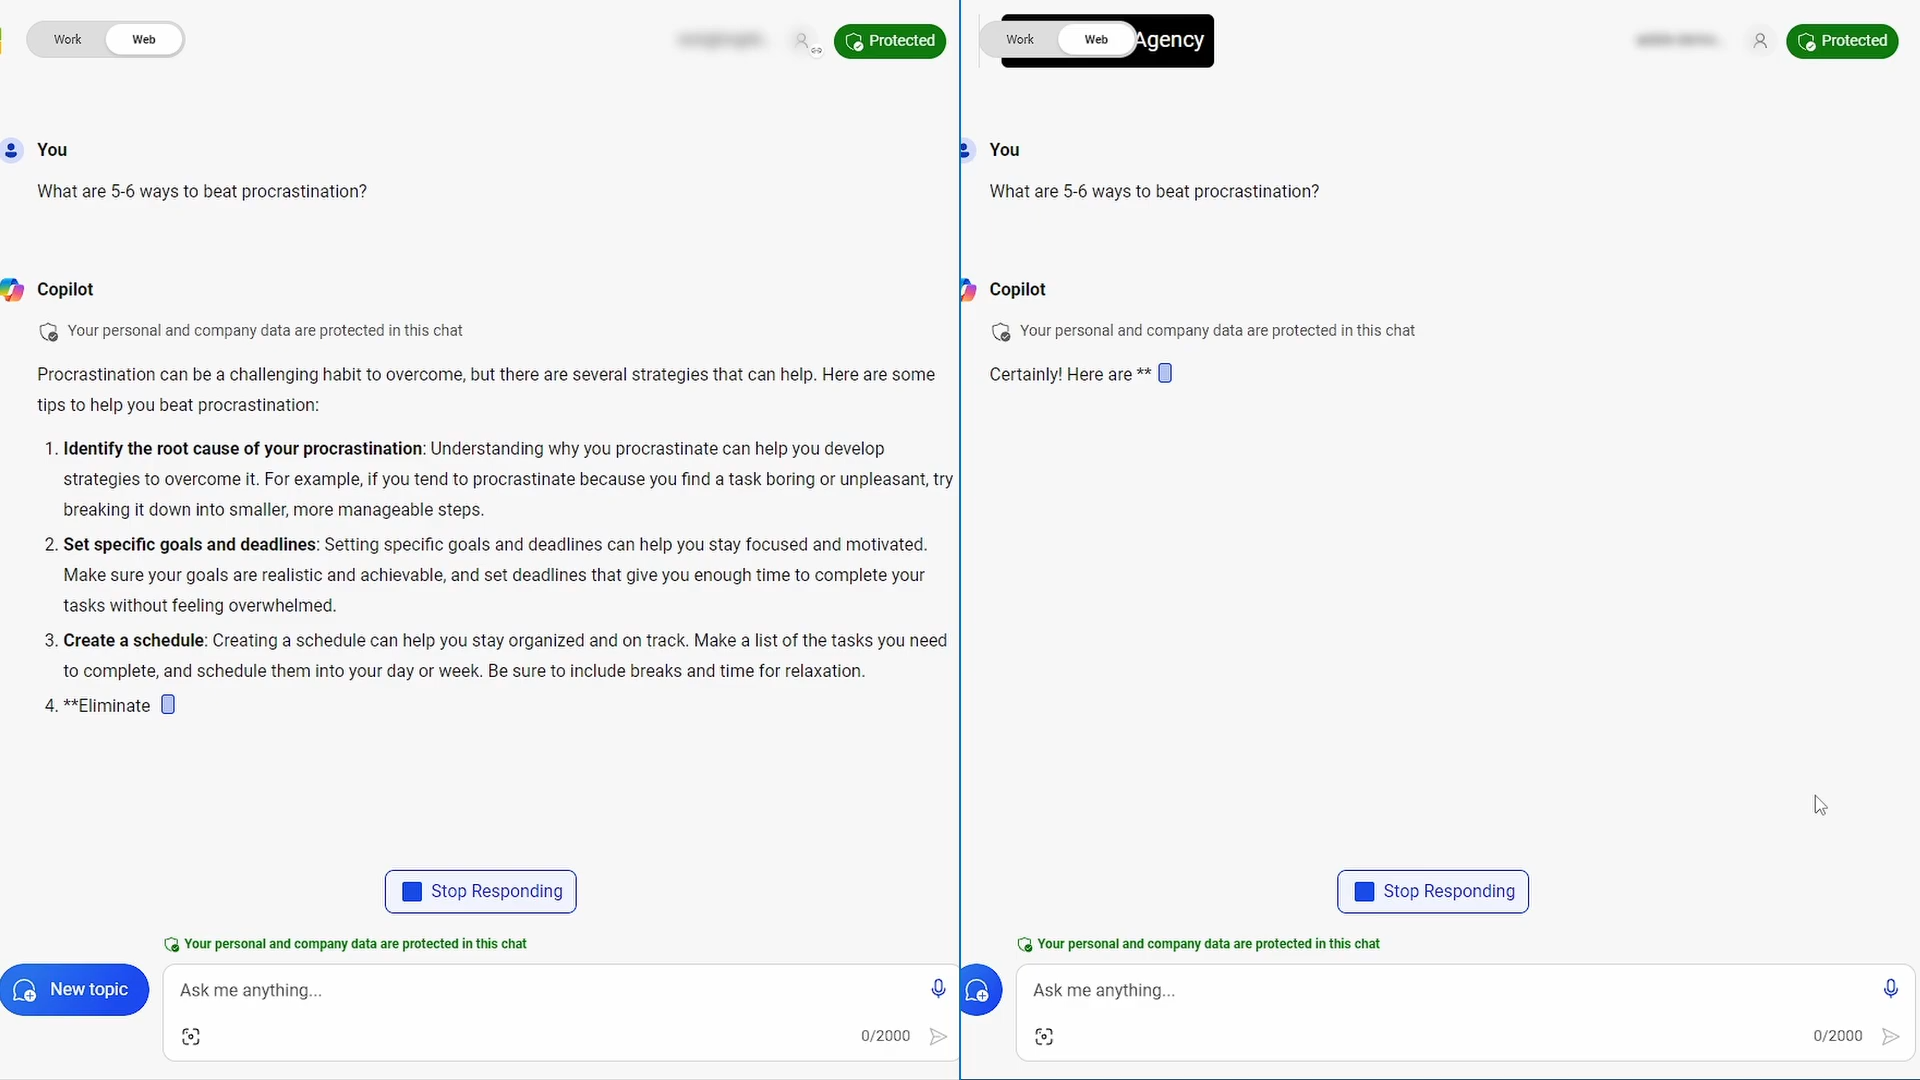 Work Web
Protected
You
What are 5-6 ways to beat procrastination?
Copilot
Your personal and company data are protected in this chat
Procrastination can be a challenging habit to overcome, but there are several strategies that can help. Here are some
tips to help you beat procrastination:
1. Identify the root cause of your procrastination: Understanding why you procrastinate can help you develop
strategies to overcome it. For example, if you tend to procrastinate because you find a task boring or unpleasant, try
breaking it down into smaller, more manageable steps.
2. Set specific goals and deadlines: Setting specific goals and deadlines can help you stay focused and motivated.
Make sure your goals are realistic and achievable, and set deadlines that give you enough time to complete your
tasks without feeling overwhelmed.
3. Create a schedule: Creating a schedule can help you stay organized and on track. Make a list of the tasks you need
to complete, and schedule them into your day or week. Be sure to include breaks and time for relaxation.
4. **Eliminate
Stop Responding
Your personal and company data are protected in this chat
New topic
Ask me anything...
0/2000
Work Web Agency
Protected
You
What are 5-6 ways to beat procrastination?
Copilot
Your personal and company data are protected in this chat
Certainly! Here are **
Stop Responding
Your personal and company data are protected in this chat
Ask me anything...
0/2000